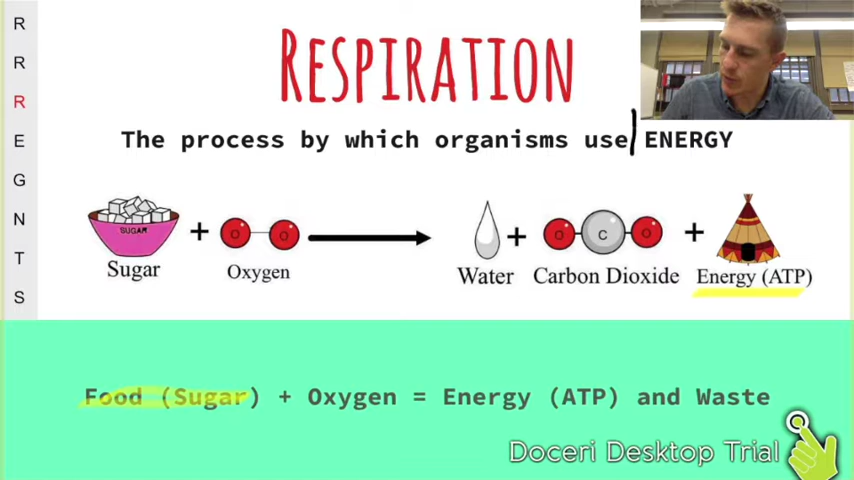 R
R
R
E
G
N
T
S
RESPIRATION
The process by which organisms use ENERGY
SUGAR
+
O O
+
O C O
+
Sugar
Oxygen
Water
Carbon Dioxide
Energy (ATP)
Food (Sugar) + Oxygen = Energy (ATP) and Waste
Doceri Desktop Trial